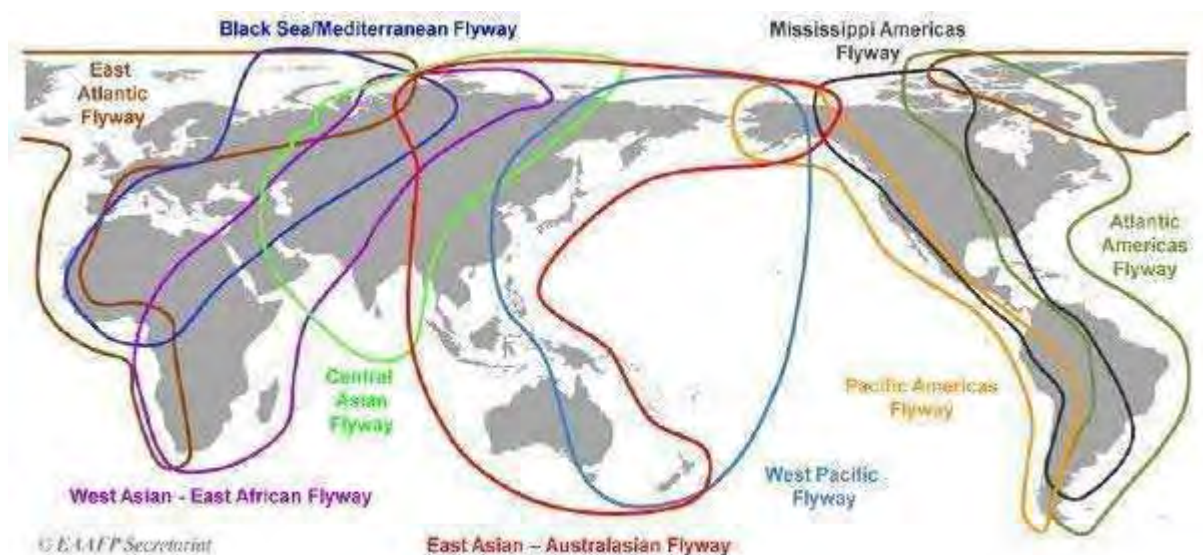 Black Sea/Mediterranean Flyway
Mississippi Americas
Flyway
East
Atlantic
Flyway
Atlantic
Americas
Flyway
Central
Asian
Flyway
Pacific Americas
Flyway
West Pacific
Flyway
West Asian - East African Flyway
© EAAFP Secretariat
East Asian – Australasian Flyway